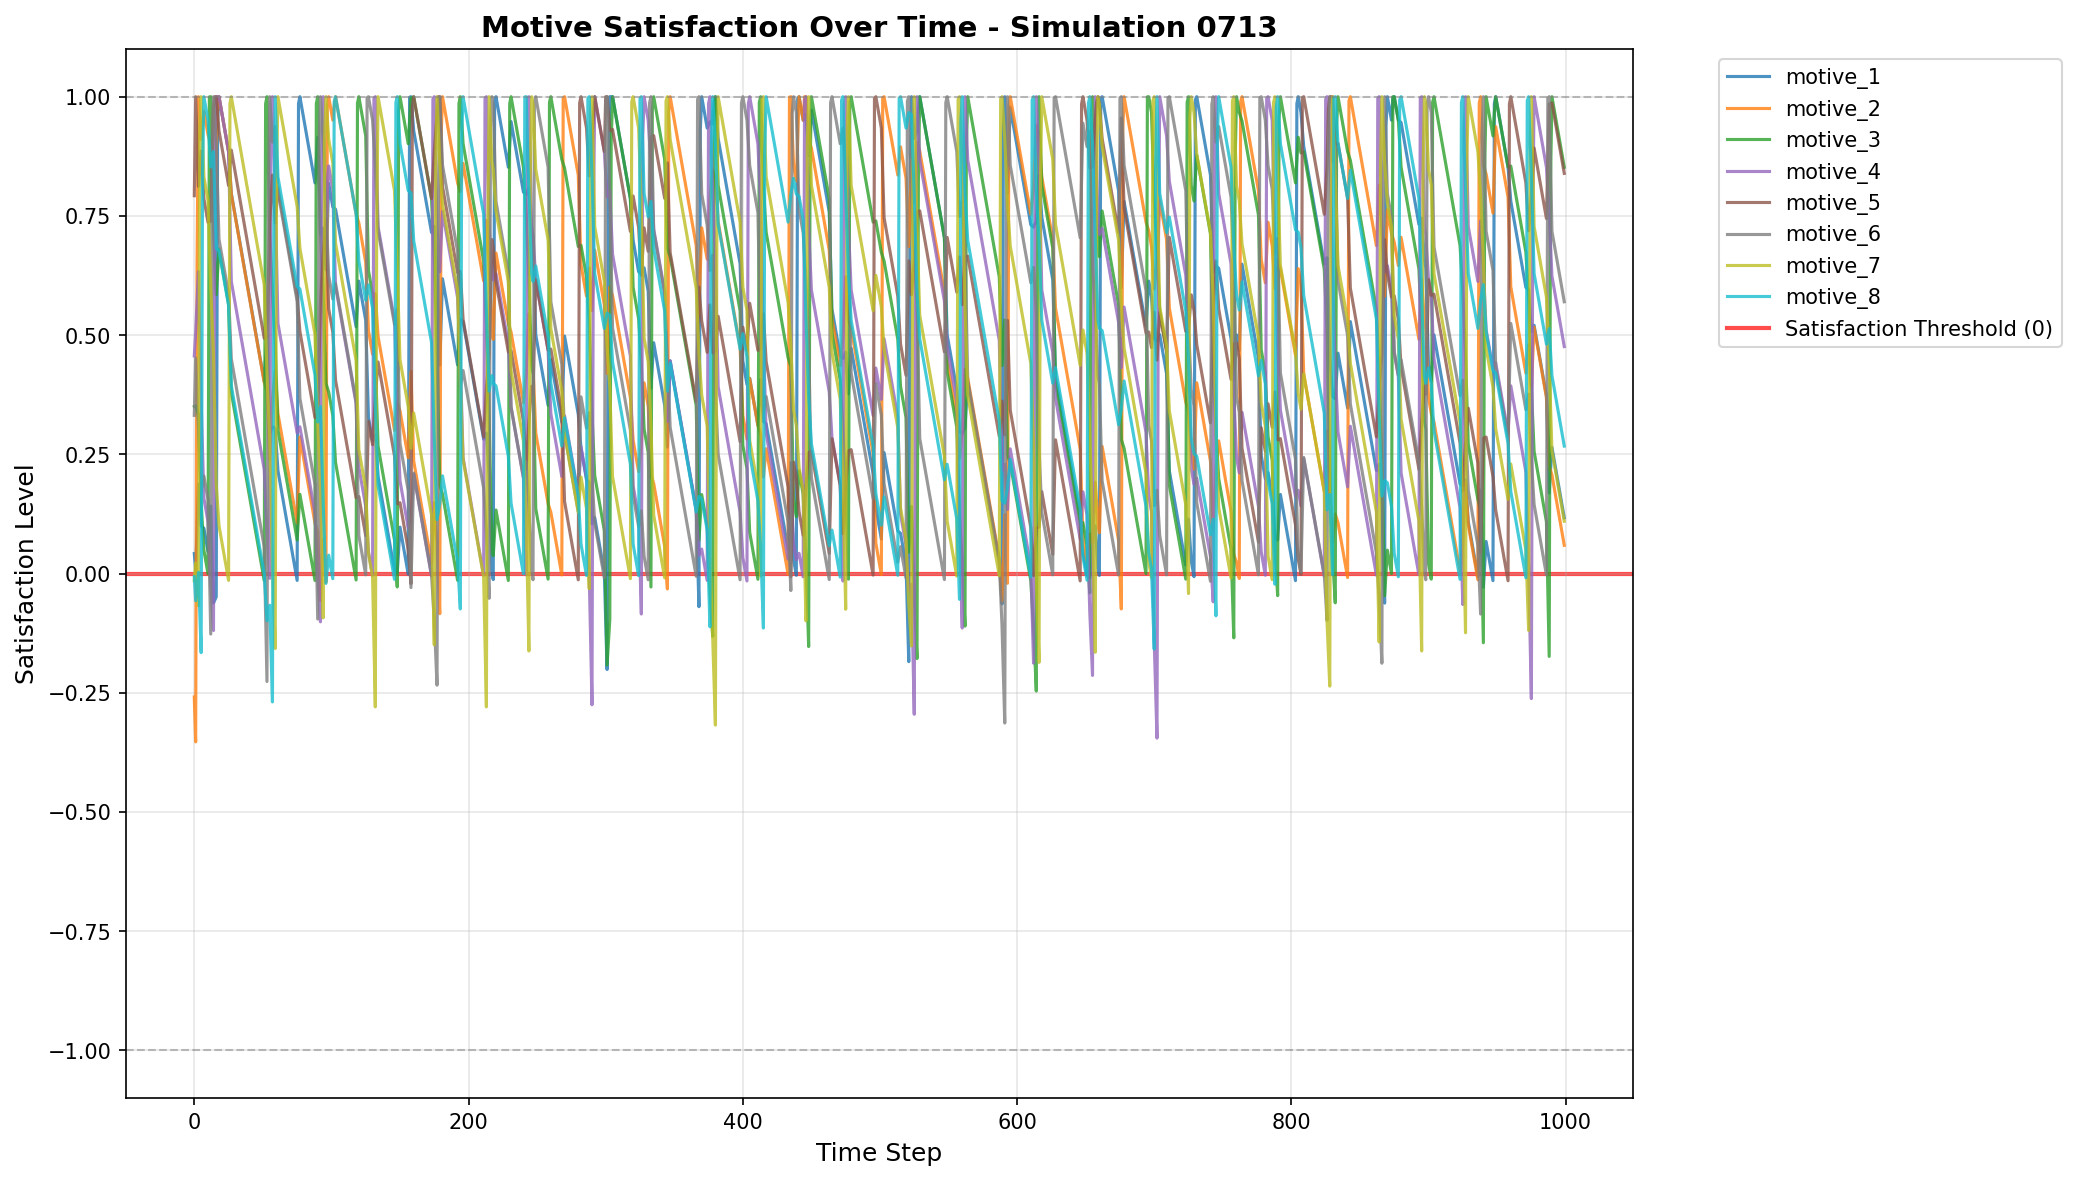 Motive Satisfaction Over Time - Simulation 0713
Satisfaction Level
1.00
0.75
0.50
0.25
0.00
−0.25
−0.50
−0.75
−1.00
0
200
400
600
800
1000
Time Step
motive_1
motive_2
motive_3
motive_4
motive_5
motive_6
motive_7
motive_8
Satisfaction Threshold (0)